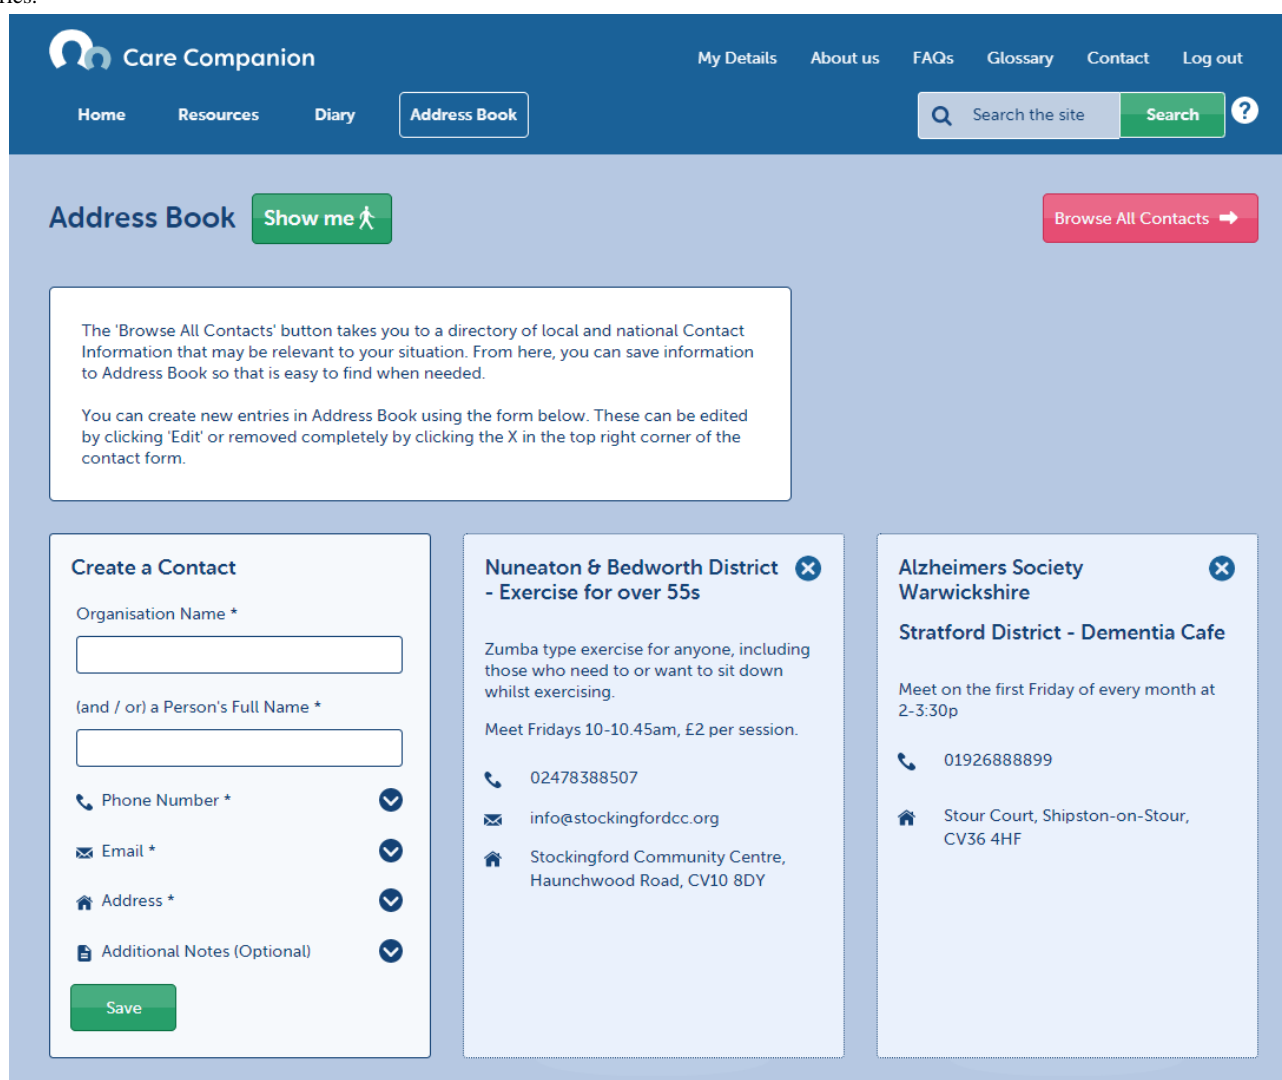 Care Companion
My Details About us FAQs Glossary Contact Log out
Home Resources Diary Address Book
Search the site Search ?
Address Book Show me
Browse All Contacts
The 'Browse All Contacts' button takes you to a directory of local and national Contact
Information that may be relevant to your situation. From here, you can save information
to Address Book so that is easy to find when needed.
You can create new entries in Address Book using the form below. These can be edited
by clicking 'Edit' or removed completely by clicking the X in the top right corner of the
contact form.
Create a Contact
Organisation Name *
(and / or) a Person's Full Name *
Phone Number *
Email *
Address *
Additional Notes (Optional)
Save
Nuneaton & Bedworth District
- Exercise for over 55s
Zumba type exercise for anyone, including
those who need to or want to sit down
whilst exercising.
Meet Fridays 10-10.45am, £2 per session.
02478388507
info@stockingfordcc.org
Stockingford Community Centre,
Haunchwood Road, CV10 8DY
Alzheimers Society
Warwickshire
Stratford District - Dementia Cafe
Meet on the first Friday of every month at
2-3:30p
01926888899
Stour Court, Shipston-on-Stour,
CV36 4HF